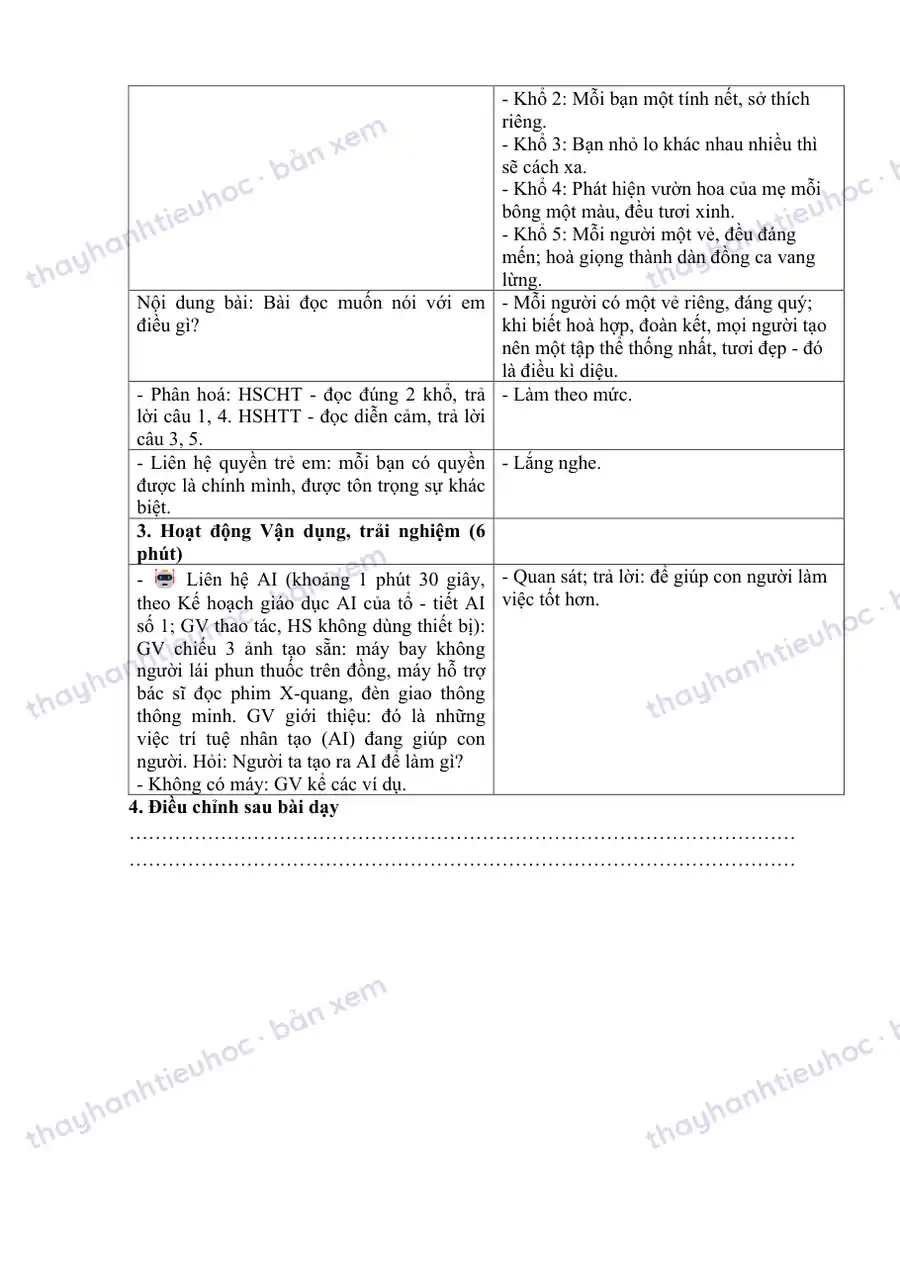 - Khổ 2: Mỗi bạn một tính nết, sở thích
riêng.
- Khổ 3: Bạn nhỏ lo khác nhau nhiều thì
sẽ cách xa.
- Khổ 4: Phát hiện vườn hoa của mẹ mỗi
bông một màu, đều tươi xinh.
- Khổ 5: Mỗi người một vẻ, đều đáng
mến; hoà giọng thành dàn đồng ca vang
lừng.
Nội dung bài: Bài đọc muốn nói với em
điều gì?
- Mỗi người có một vẻ riêng, đáng quý;
khi biết hoà hợp, đoàn kết, mọi người tạo
nên một tập thể thống nhất, tươi đẹp - đó
là điều kì diệu.
- Phân hoá: HSCHT - đọc đúng 2 khổ, trả
lời câu 1, 4. HSHTT - đọc diễn cảm, trả lời
câu 3, 5.
- Làm theo mức.
- Liên hệ quyền trẻ em: mỗi bạn có quyền
được là chính mình, được tôn trọng sự khác
biệt.
- Lắng nghe.
3. Hoạt động Vận dụng, trải nghiệm (6
phút)
- Liên hệ AI (khoảng 1 phút 30 giây,
theo Kế hoạch giáo dục AI của tổ - tiết AI
số 1; GV thao tác, HS không dùng thiết bị):
GV chiếu 3 ảnh tạo sẵn: máy bay không
người lái phun thuốc trên đồng, máy hỗ trợ
bác sĩ đọc phim X-quang, đèn giao thông
thông minh. GV giới thiệu: đó là những
việc trí tuệ nhân tạo (AI) đang giúp con
người. Hỏi: Người ta tạo ra AI để làm gì?
- Không có máy: GV kể các ví dụ.
- Quan sát; trả lời: để giúp con người làm
việc tốt hơn.
4. Điều chỉnh sau bài dạy
……………………………………………………………………………………………
……………………………………………………………………………………………
thayhanhtieuhoc · bản xem
thayhanhtieuhoc · b
thayhanhtieuhoc · bản xem
thayhanhtieuhoc · b
thayhanhtieuhoc · bản xem
thayhanhtieuhoc · b